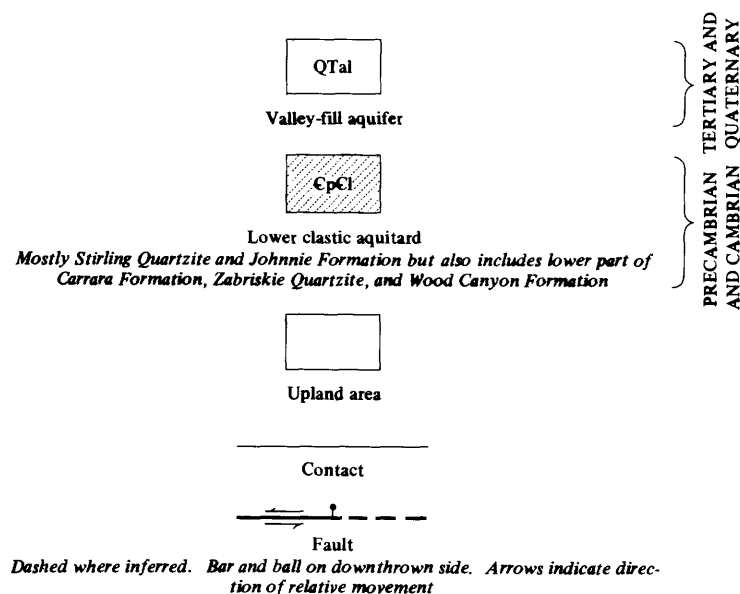 QTal
Valley-fill aquifer
TERTIARY AND
QUATERNARY
ЄpЄl
Lower clastic aquitard
Mostly Stirling Quartzite and Johnnie Formation but also includes lower part of
Carrara Formation, Zabriskie Quartzite, and Wood Canyon Formation
PRECAMBRIAN
AND CAMBRIAN
Upland area
Contact
Fault
Dashed where inferred. Bar and ball on downthrown side. Arrows indicate direc-
tion of relative movement